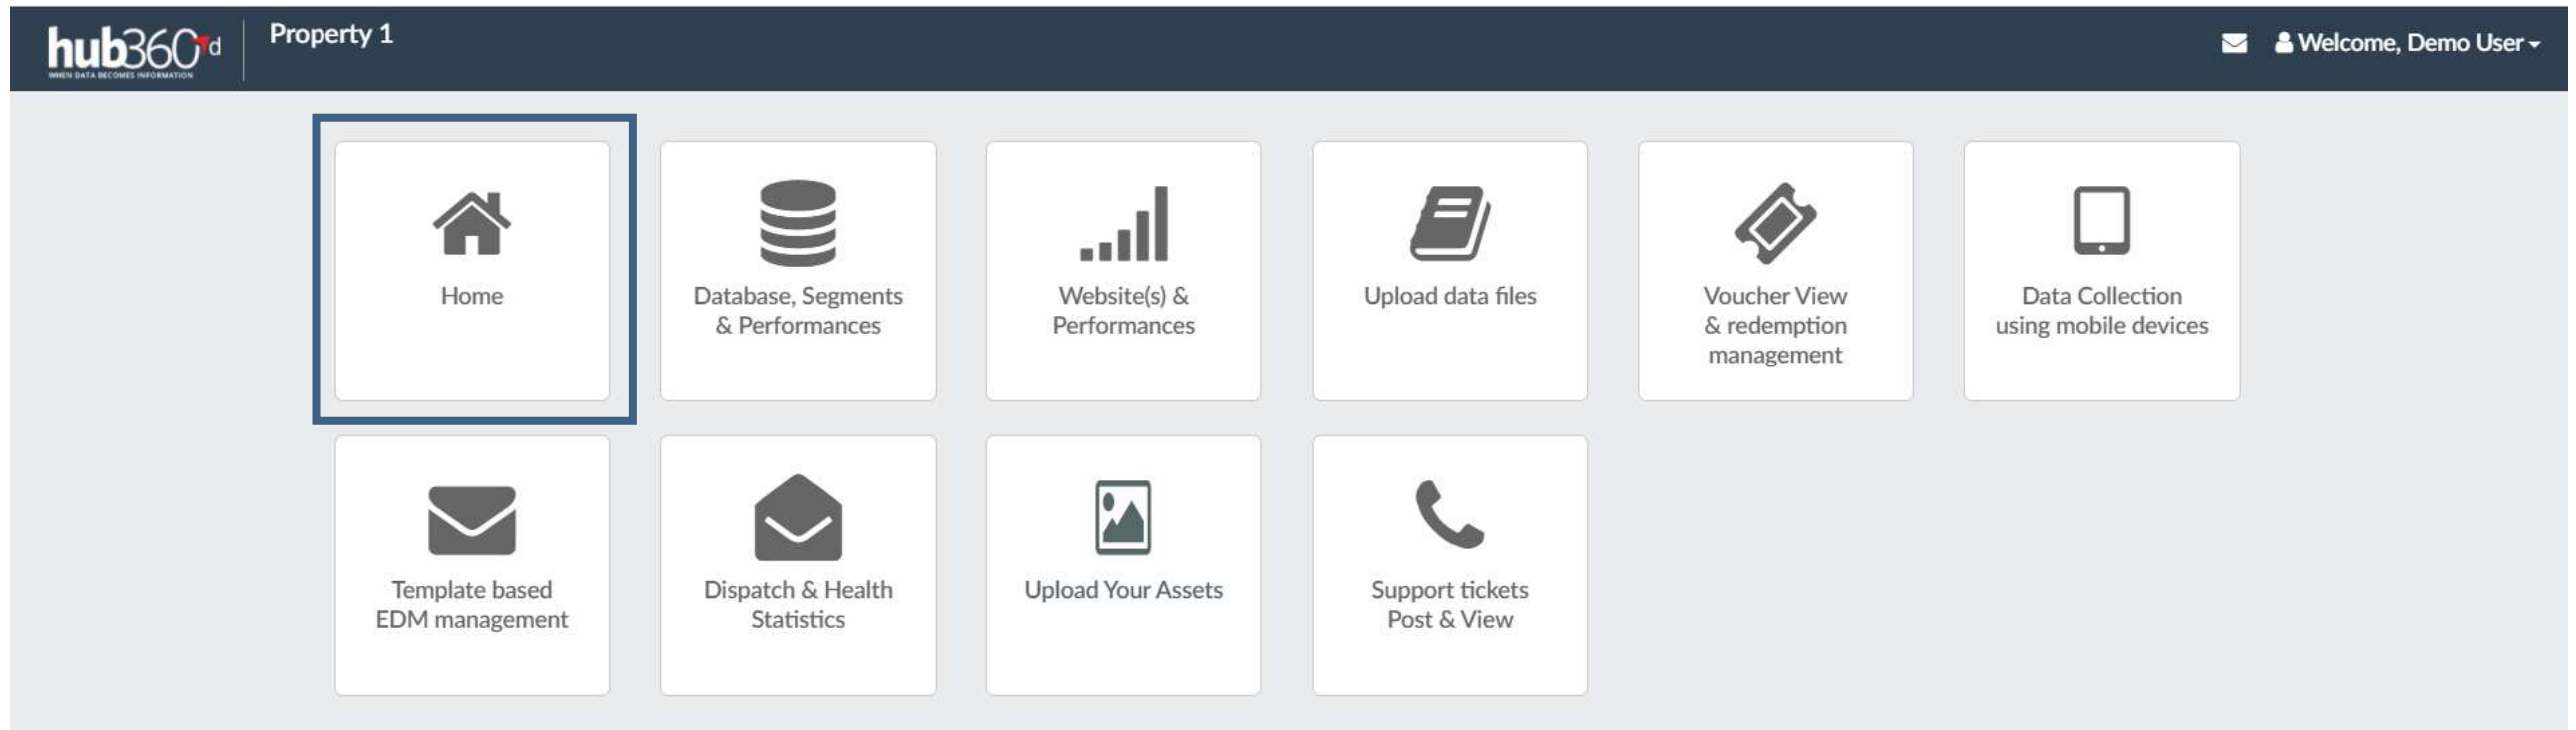 hub360d
WHEN DATA BECOMES INFORMATION
Property 1
Welcome, Demo User
Home
Database, Segments
& Performances
Website(s) &
Performances
Upload data files
Voucher View
& redemption
management
Data Collection
using mobile devices
Template based
EDM management
Dispatch & Health
Statistics
Upload Your Assets
Support tickets
Post & View